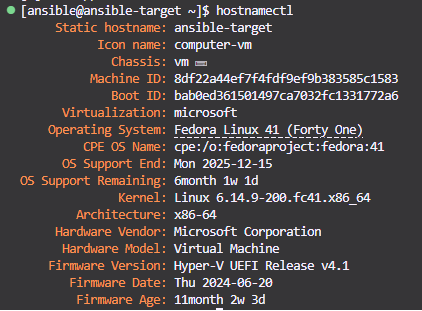 [ansible@ansible-target ~]$ hostnamectl
Static hostname: ansible-target
Icon name: computer-vm
Chassis: vm
Machine ID: 8df22a44ef7f4fdf9ef9b383585c1583
Boot ID: bab0ed361501497ca7032fc1331772a6
Virtualization: microsoft
Operating System: Fedora Linux 41 (Forty One)
CPE OS Name: cpe:/o:fedoraproject:fedora:41
OS Support End: Mon 2025-12-15
OS Support Remaining: 6month 1w 1d
Kernel: Linux 6.14.9-200.fc41.x86_64
Architecture: x86-64
Hardware Vendor: Microsoft Corporation
Hardware Model: Virtual Machine
Firmware Version: Hyper-V UEFI Release v4.1
Firmware Date: Thu 2024-06-20
Firmware Age: 11month 2w 3d